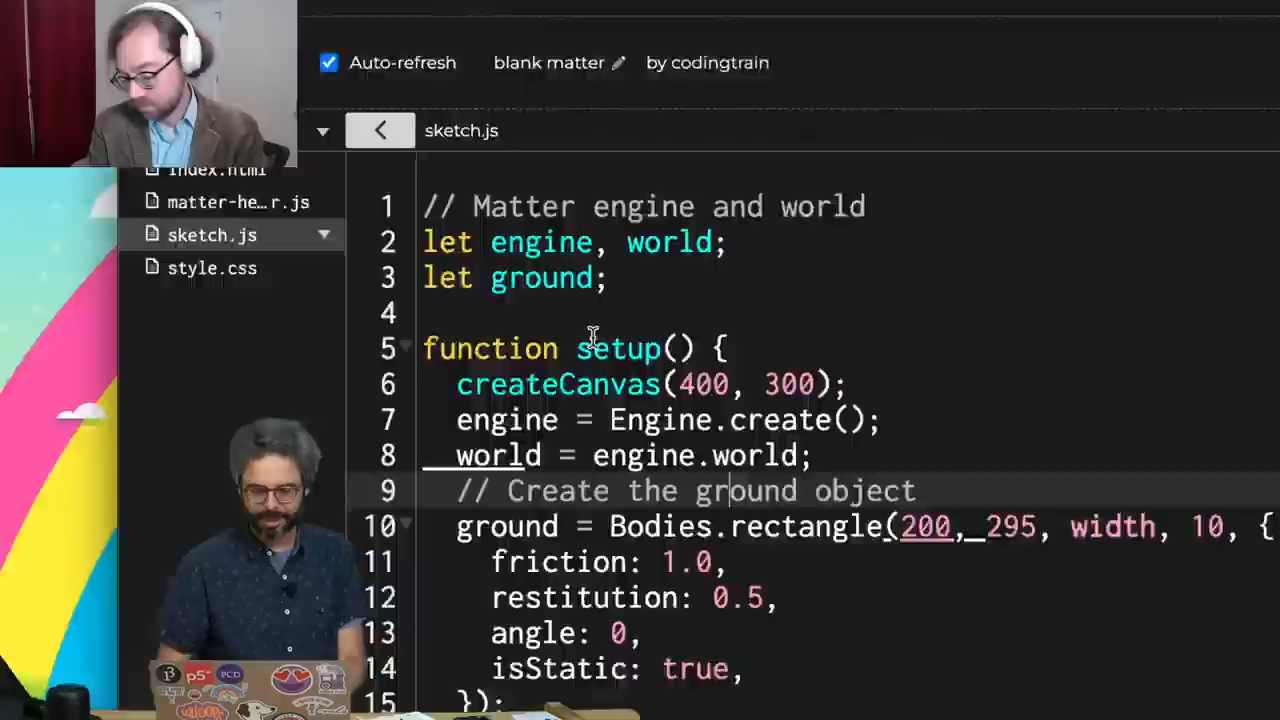 Auto-refresh
blank matter
by codingtrain
sketch.js
index.html
matter-he…r.js
sketch.js
style.css
1 // Matter engine and world
2 let engine, world;
3 let ground;
4
5 function setup() {
6 createCanvas(400, 300);
7 engine = Engine.create();
8 world = engine.world;
9 // Create the ground object
10 ground = Bodies.rectangle(200, 295, width, 10, {
11 friction: 1.0,
12 restitution: 0.5,
13 angle: 0,
14 isStatic: true,
15 });
p5*
PCD
WHOOPS